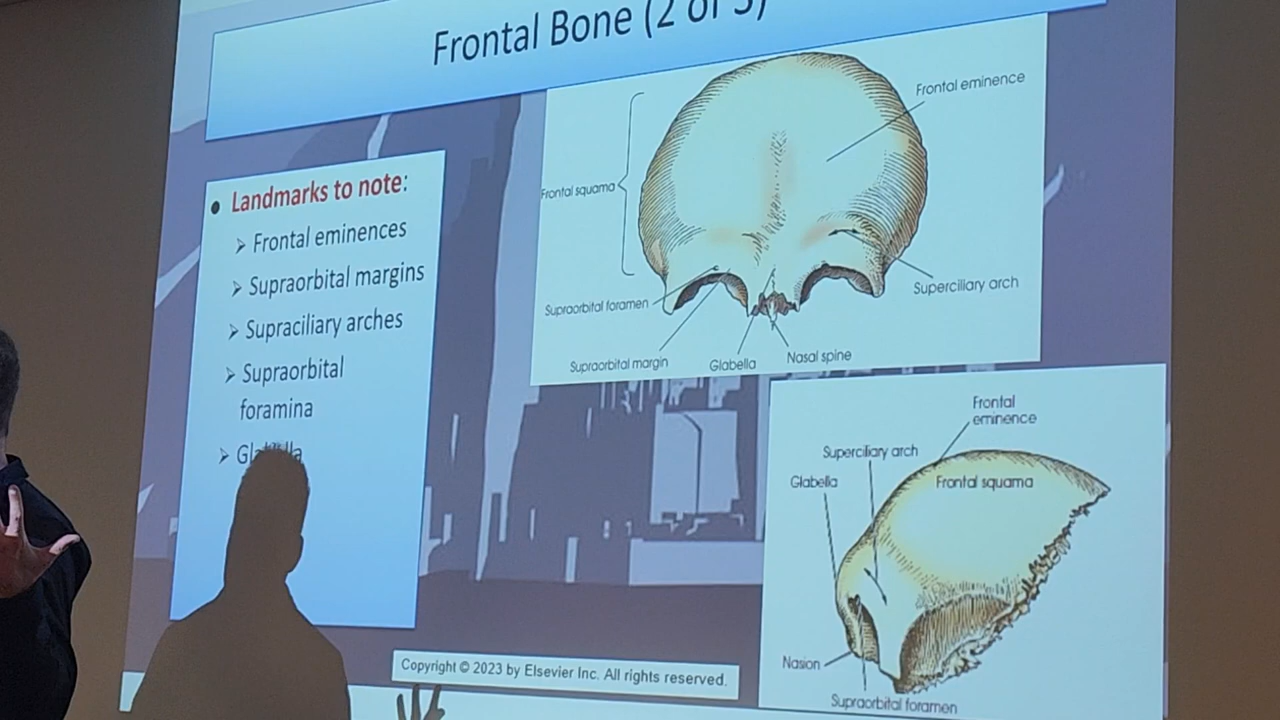 Frontal Bone (2 of 3)
Landmarks to note:
Frontal eminences
Supraorbital margins
Supraciliary arches
Supraorbital
foramina
Frontal eminence
Frontal squama
Superciliary arch
Supraorbital foramen
Supraorbital margin
Glabella
Nasal spine
Frontal
eminence
Superciliary arch
Glabella
Frontal squama
Nasion
Supraorbital foramen
Copyright © 2023 by Elsevier Inc. All rights reserved.